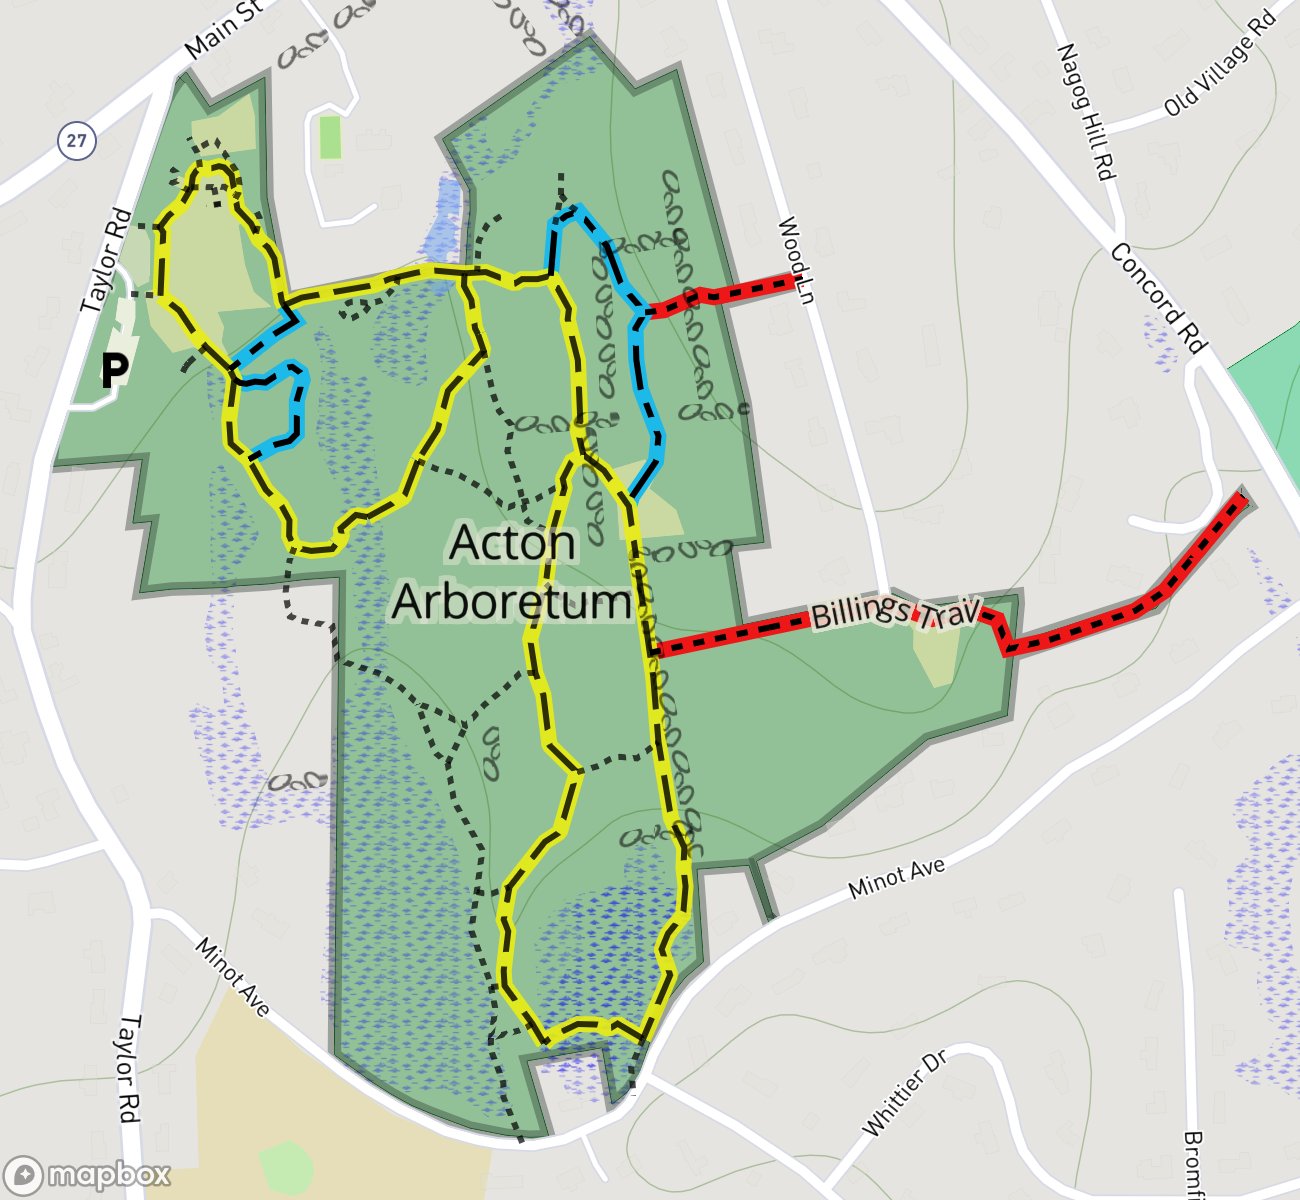 Main St
27
Taylor Rd
P
Wood Ln
Nagog Hill Rd
Old Village Rd
Concord Rd
Acton
Arboretum
Billings Trail
Minot Ave
Minot Ave
Taylor Rd
Whittier Dr
Bromfi
mapbox